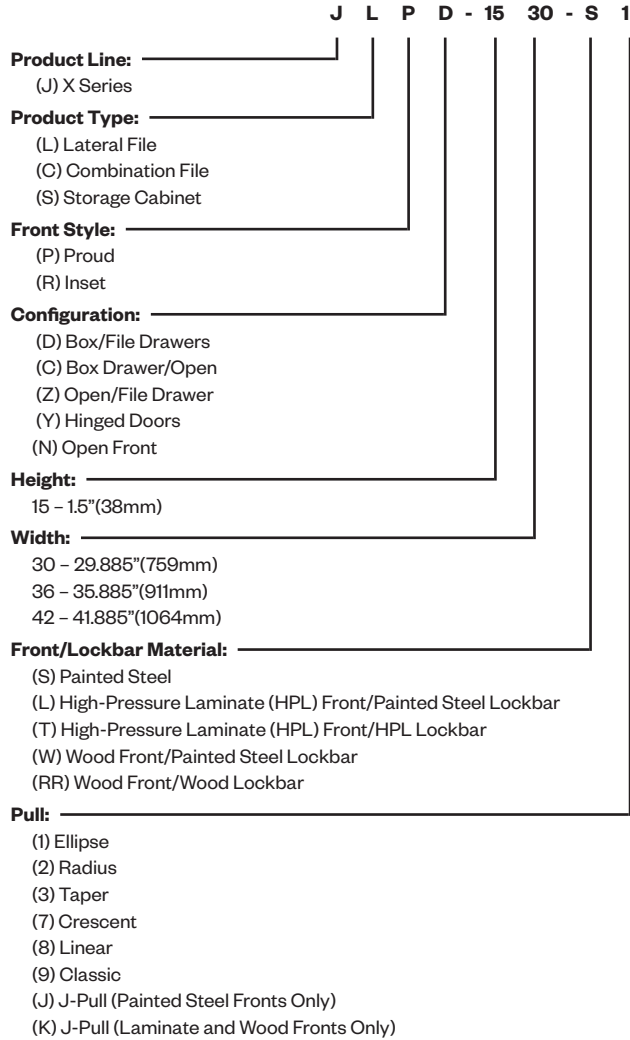 J L P D - 15 30 - S 1
Product Line:
(J) X Series
Product Type:
(L) Lateral File
(C) Combination File
(S) Storage Cabinet
Front Style:
(P) Proud
(R) Inset
Configuration:
(D) Box/File Drawers
(C) Box Drawer/Open
(Z) Open/File Drawer
(Y) Hinged Doors
(N) Open Front
Height:
15 – 1.5”(38mm)
Width:
30 – 29.885”(759mm)
36 – 35.885”(911mm)
42 – 41.885”(1064mm)
Front/Lockbar Material:
(S) Painted Steel
(L) High-Pressure Laminate (HPL) Front/Painted Steel Lockbar
(T) High-Pressure Laminate (HPL) Front/HPL Lockbar
(W) Wood Front/Painted Steel Lockbar
(RR) Wood Front/Wood Lockbar
Pull:
(1) Ellipse
(2) Radius
(3) Taper
(7) Crescent
(8) Linear
(9) Classic
(J) J-Pull (Painted Steel Fronts Only)
(K) J-Pull (Laminate and Wood Fronts Only)